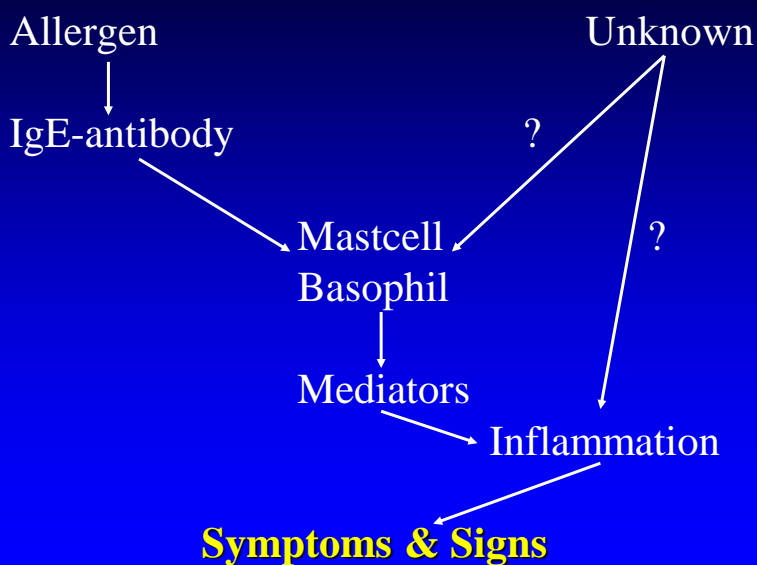 Allergen
Unknown
IgE-antibody
?
Mastcell
?
Basophil
Mediators
Inflammation
Symptoms & Signs